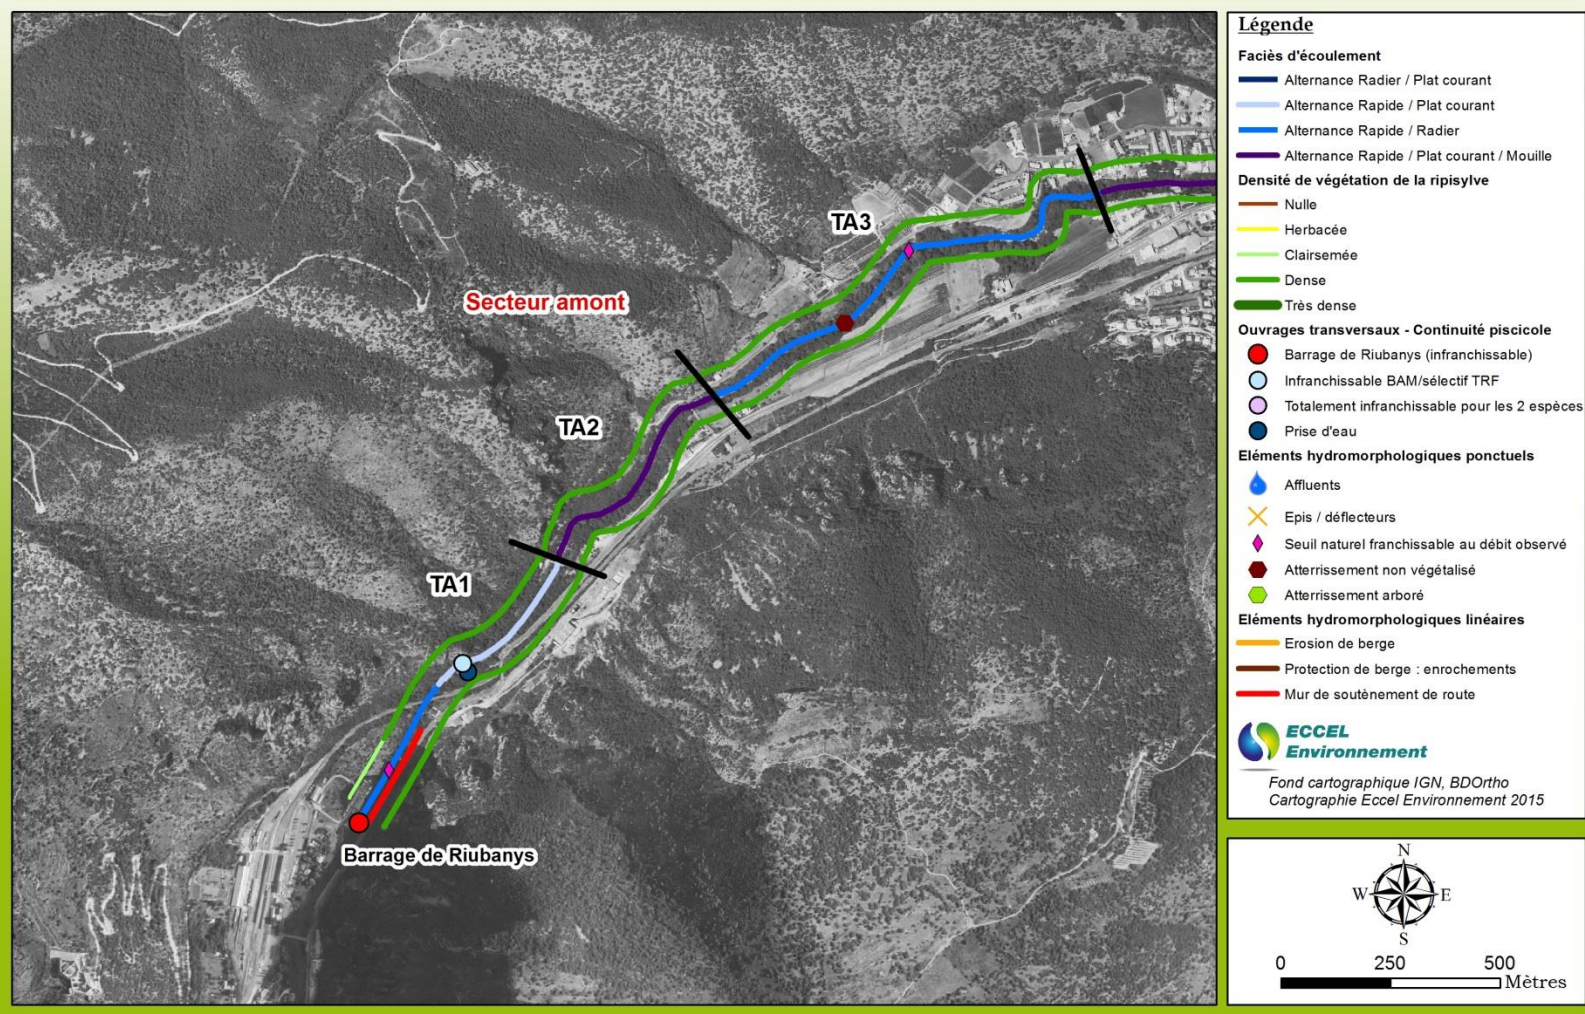 TA3
Secteur amont
TA2
TA1
Barrage de Riubanys
Légende
Faciès d'écoulement
Alternance Radier / Plat courant
Alternance Rapide / Plat courant
Alternance Rapide / Radier
Alternance Rapide / Plat courant / Mouille
Densité de végétation de la ripisylve
Nulle
Herbacée
Clairsemée
Dense
Très dense
Ouvrages transversaux - Continuité piscicole
Barrage de Riubanys (infranchissable)
Infranchissable BAM/sélectif TRF
Totalement infranchissable pour les 2 espèces
Prise d'eau
Eléments hydromorphologiques ponctuels
Affluents
Epis / déflecteurs
Seuil naturel franchissable au débit observé
Atterrissement non végétalisé
Atterrissement arboré
Eléments hydromorphologiques linéaires
Erosion de berge
Protection de berge : enrochements
Mur de soutènement de route
ECCEL
Environnement
Fond cartographique IGN, BDOrtho
Cartographie Eccel Environnement 2015
N
W E
S
0 250 500
Mètres